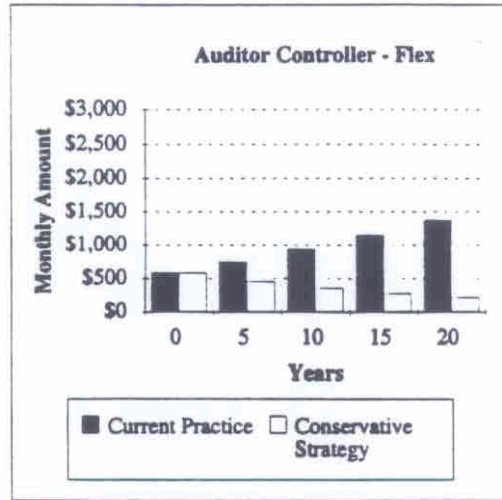 Auditor Controller - Flex
Monthly Amount
$3,000
$2,500
$2,000
$1,500
$1,000
$500
$0
0 5 10 15 20
Years
Current Practice Conservative
Strategy